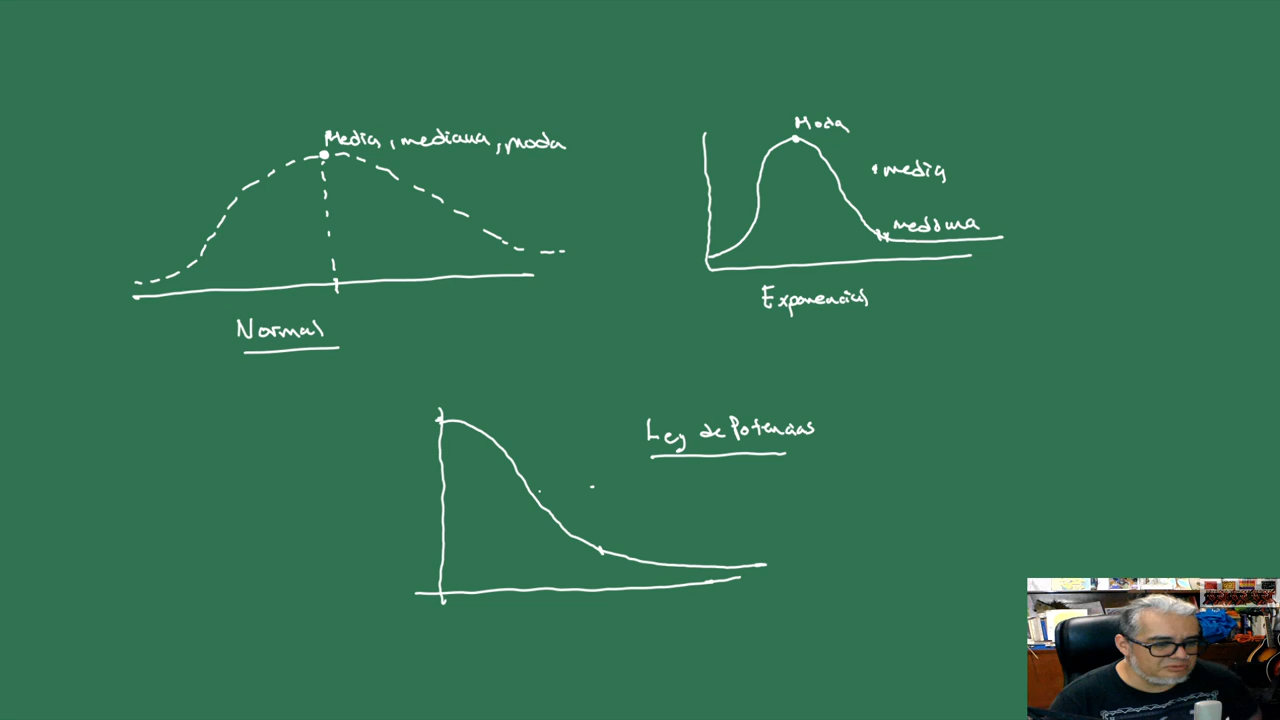 Media, mediana, moda
Normal
Moda
media
mediana
Exponencial
Ley de Potencias